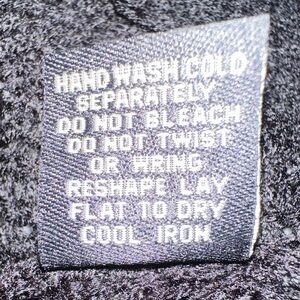 HAND WASH COLD
SEPARATELY
DO NOT BLEACH
DO NOT TWIST
OR WRING
RESHAPE LAY
FLAT TO DRY
COOL IRON